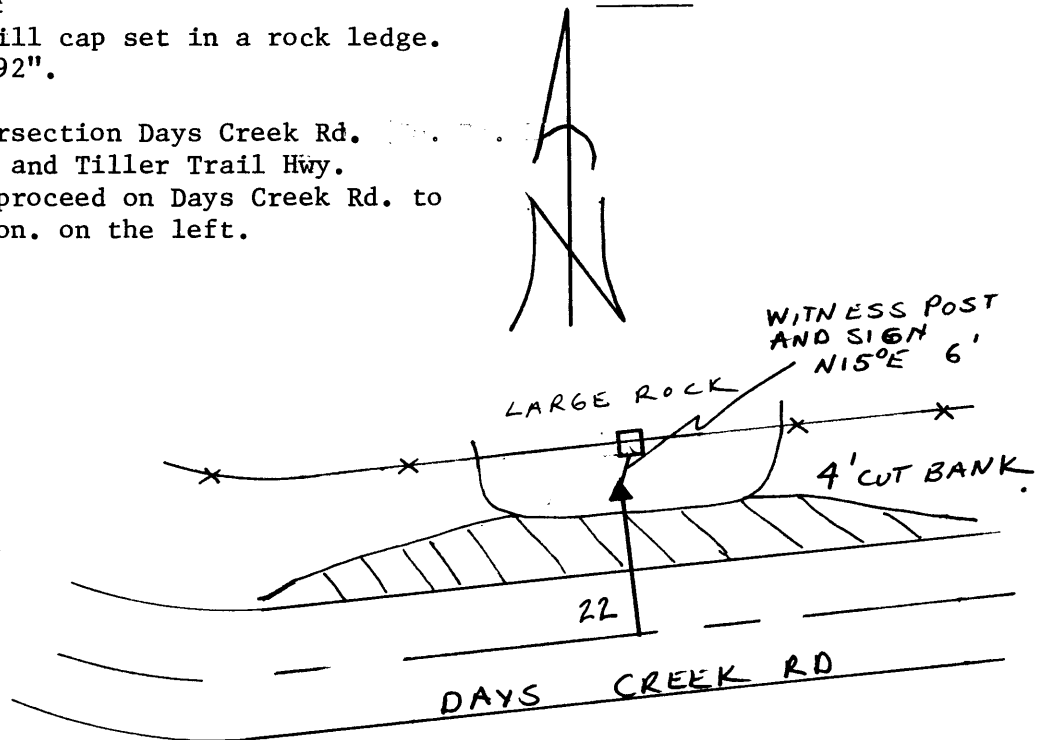 ill cap set in a rock ledge.
92".
rsection Days Creek Rd.
and Tiller Trail Hwy.
proceed on Days Creek Rd. to
on. on the left.
N
WITNESS POST
AND SIGN
N15°E 6'
LARGE ROCK
4' CUT BANK.
22
DAYS CREEK RD